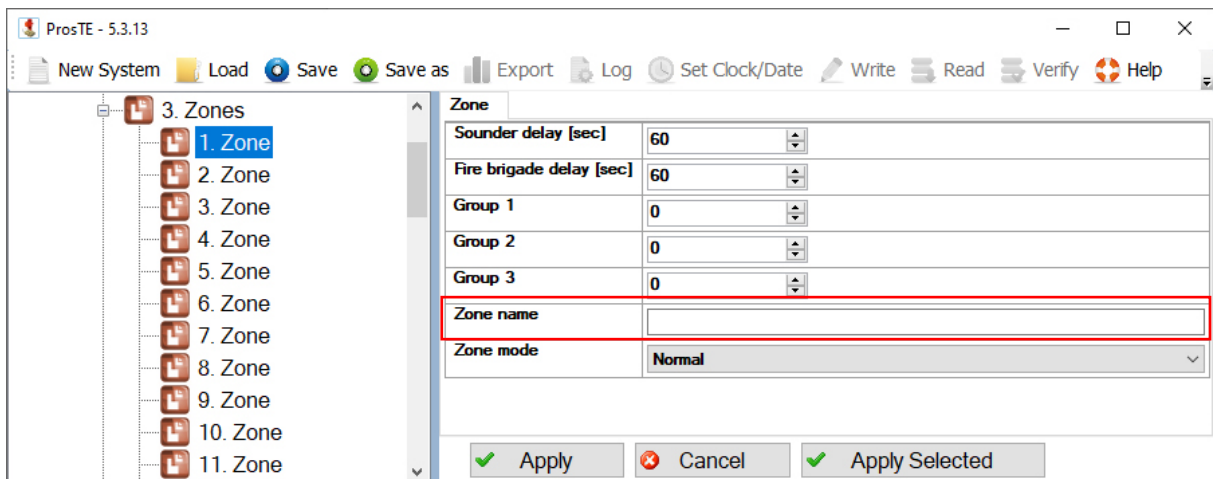 ProsTE - 5.3.13
New System Load Save Save as Export Log Set Clock/Date Write Read Verify Help
3. Zones
1. Zone
2. Zone
3. Zone
4. Zone
5. Zone
6. Zone
7. Zone
8. Zone
9. Zone
10. Zone
11. Zone
Zone
Sounder delay [sec] 60
Fire brigade delay [sec] 60
Group 1 0
Group 2 0
Group 3 0
Zone name
Zone mode Normal
Apply Cancel Apply Selected